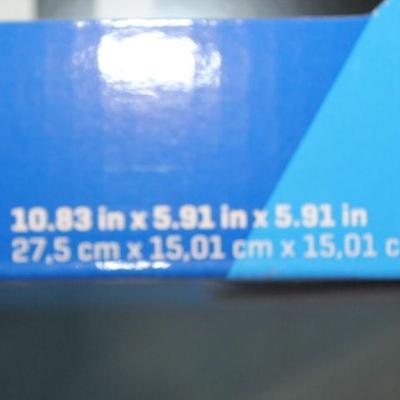 10.83 in x 5.91 in x 5.91 in
27,5 cm x 15,01 cm x 15,01 c